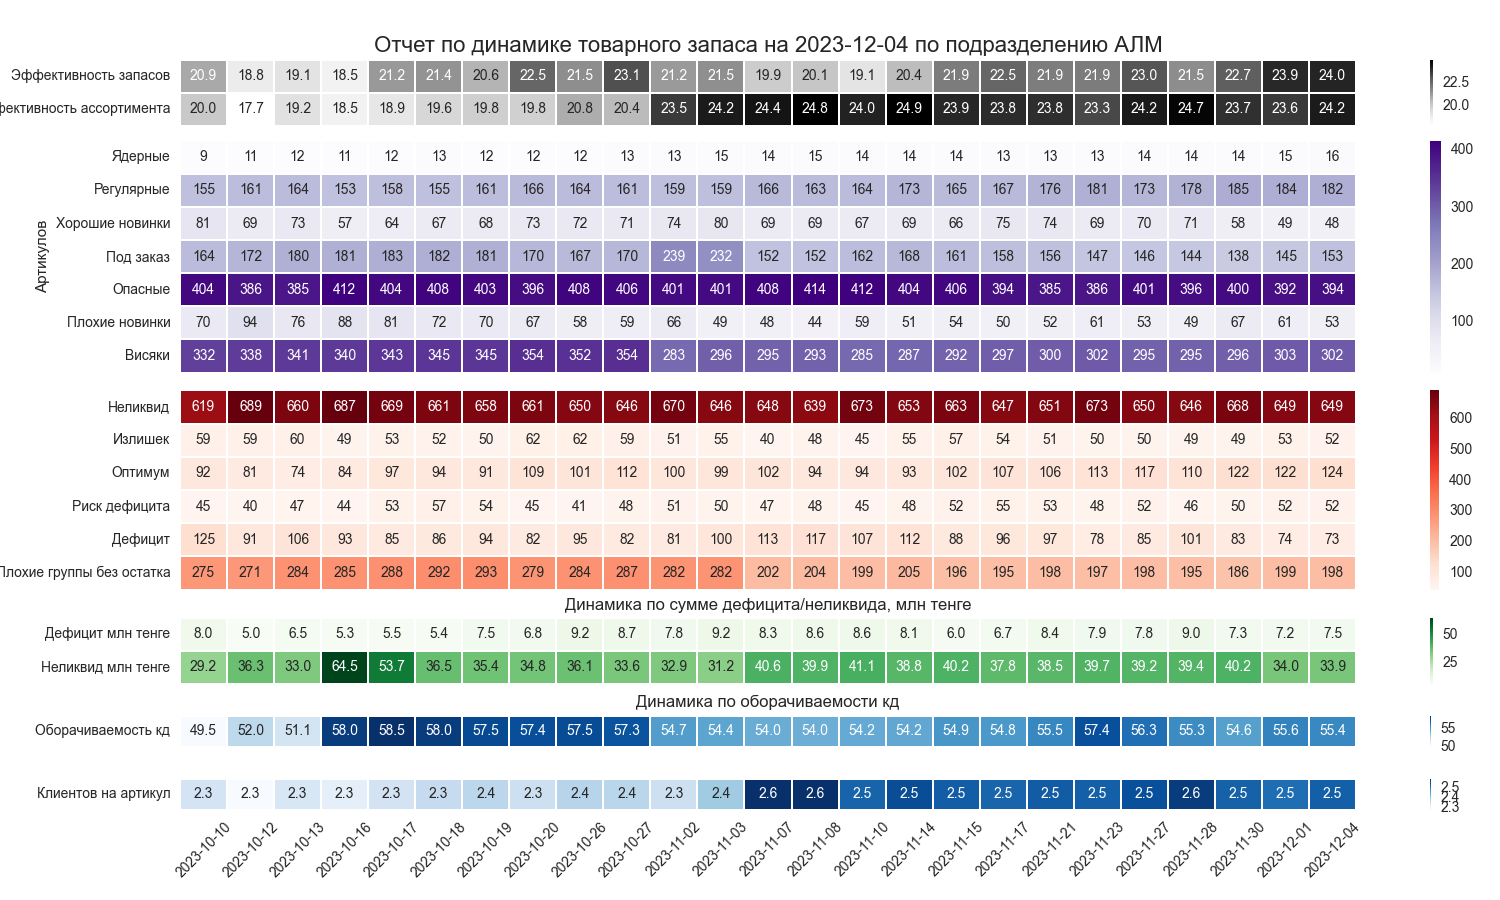 Отчет по динамике товарного запаса на 2023-12-04 по подразделению АЛМ
Эффективность запасов 20.9 18.8 19.1 18.5 21.2 21.4 20.6 22.5 21.5 23.1 21.2 21.5 19.9 20.1 19.1 20.4 21.9 22.5 21.9 21.9 23.0 21.5 22.7 23.9 24.0
фективность ассортимента 20.0 17.7 19.2 18.5 18.9 19.6 19.8 19.8 20.8 20.4 23.5 24.2 24.4 24.8 24.0 24.9 23.9 23.8 23.8 23.3 24.2 24.7 23.7 23.6 24.2
22.5
20.0
Артикулов
Ядерные 9 11 12 11 12 13 12 12 12 13 13 15 14 15 14 14 14 13 13 13 14 14 14 15 16
Регулярные 155 161 164 153 158 155 161 166 164 161 159 159 166 163 164 173 165 167 176 181 173 178 185 184 182
Хорошие новинки 81 69 73 57 64 67 68 73 72 71 74 80 69 69 67 69 66 75 74 69 70 71 58 49 48
Под заказ 164 172 180 181 183 182 181 170 167 170 239 232 152 152 162 168 161 158 156 147 146 144 138 145 153
Опасные 404 386 385 412 404 408 403 396 408 406 401 401 408 414 412 404 406 394 385 386 401 396 400 392 394
Плохие новинки 70 94 76 88 81 72 70 67 58 59 66 49 48 44 59 51 54 50 52 61 53 49 67 61 53
Висяки 332 338 341 340 343 345 345 354 352 354 283 296 295 293 285 287 292 297 300 302 295 295 296 303 302
400
300
200
100
Неликвид 619 689 660 687 669 661 658 661 650 646 670 646 648 639 673 653 663 647 651 673 650 646 668 649 649
Излишек 59 59 60 49 53 52 50 62 62 59 51 55 40 48 45 55 57 54 51 50 50 49 49 53 52
Оптимум 92 81 74 84 97 94 91 109 101 112 100 99 102 94 94 93 102 107 106 113 117 110 122 122 124
Риск дефицита 45 40 47 44 53 57 54 45 41 48 51 50 47 48 45 48 52 55 53 48 52 46 50 52 52
Дефицит 125 91 106 93 85 86 94 82 95 82 81 100 113 117 107 112 88 96 97 78 85 101 83 74 73
Плохие группы без остатка 275 271 284 285 288 292 293 279 284 287 282 282 202 204 199 205 196 195 198 197 198 195 186 199 198
600
500
400
300
200
100
Динамика по сумме дефицита/неликвида, млн тенге
Дефицит млн тенге 8.0 5.0 6.5 5.3 5.5 5.4 7.5 6.8 9.2 8.7 7.8 9.2 8.3 8.6 8.6 8.1 6.0 6.7 8.4 7.9 7.8 9.0 7.3 7.2 7.5
Неликвид млн тенге 29.2 36.3 33.0 64.5 53.7 36.5 35.4 34.8 36.1 33.6 32.9 31.2 40.6 39.9 41.1 38.8 40.2 37.8 38.5 39.7 39.2 39.4 40.2 34.0 33.9
50
25
Динамика по оборачиваемости кд
Оборачиваемость кд 49.5 52.0 51.1 58.0 58.5 58.0 57.5 57.4 57.5 57.3 54.7 54.4 54.0 54.0 54.2 54.2 54.9 54.8 55.5 57.4 56.3 55.3 54.6 55.6 55.4
55
50
Клиентов на артикул 2.3 2.3 2.3 2.3 2.3 2.3 2.4 2.3 2.4 2.4 2.3 2.4 2.6 2.6 2.5 2.5 2.5 2.5 2.5 2.5 2.5 2.6 2.5 2.5 2.5
2.5
2.4
2.3
2023-10-10 2023-10-12 2023-10-13 2023-10-16 2023-10-17 2023-10-18 2023-10-19 2023-10-20 2023-10-26 2023-10-27 2023-11-02 2023-11-03 2023-11-07 2023-11-08 2023-11-10 2023-11-14 2023-11-15 2023-11-17 2023-11-21 2023-11-23 2023-11-27 2023-11-28 2023-11-30 2023-12-01 2023-12-04